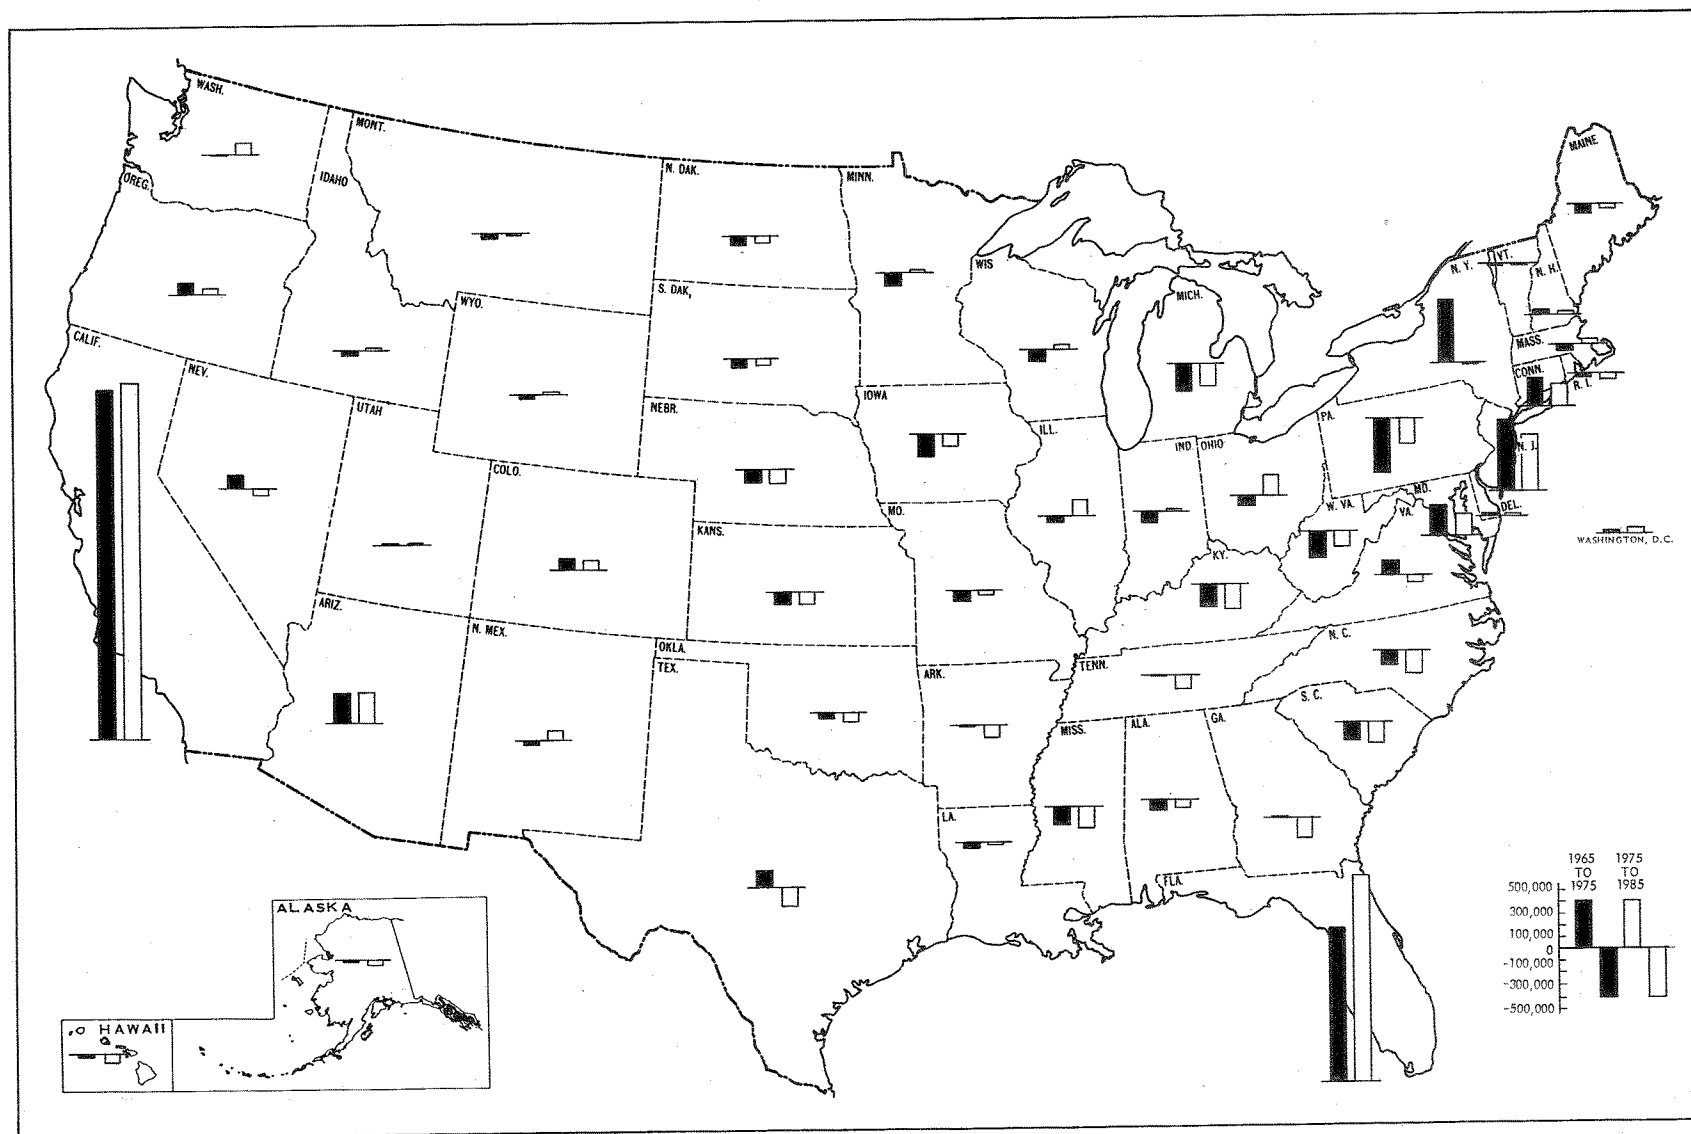 WASH.
MONT.
OREG.
IDAHO
N. DAK.
MINN.
MAINE
WIS
N. Y.
VT.
N. H.
S. DAK,
WYO.
MICH.
CALIF.
MASS.
NEV.
CONN.
R. I.
UTAH
NEBR.
IOWA
PA.
ILL.
IND.
OHIO
N. J.
COLO.
MO.
KANS.
W. VA.
MD.
VA.
DEL.
WASHINGTON, D.C.
KY.
ARIZ.
N. MEX.
OKLA.
TEX.
N. C.
TENN.
ARK.
S. C.
MISS.
ALA.
GA.
LA.
FLA.
1965 1975
TO TO
1975 1985
500,000
300,000
100,000
0
-100,000
-300,000
-500,000
ALASKA
HAWAII